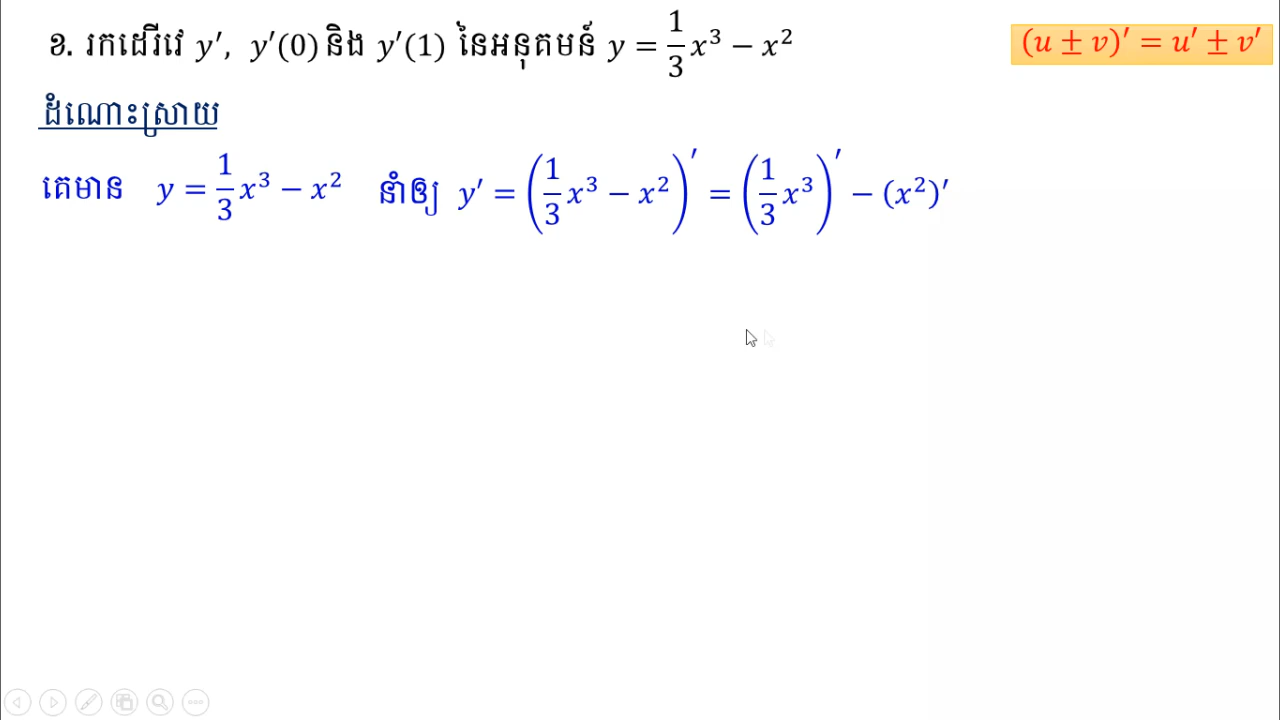 ខ. រកដេរីវេ y′, y′(0) និង y′(1) នៃអនុគមន៍ y = 1/3 x³ − x²
(u ± v)′ = u′ ± v′
ដំណោះស្រាយ
គេមាន y = 1/3 x³ − x² នាំឲ្យ y′ = (1/3 x³ − x²)′ = (1/3 x³)′ − (x²)′